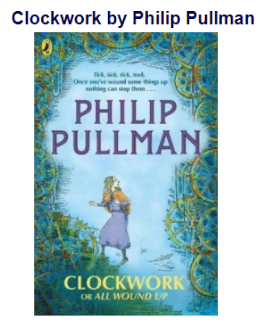 Clockwork by Philip Pullman
Tick, tick, tick, tock.
Once you've wound some things up
nothing can stop them . . .
PHILIP
PULLMAN
CLOCKWORK
OR ALL WOUND UP